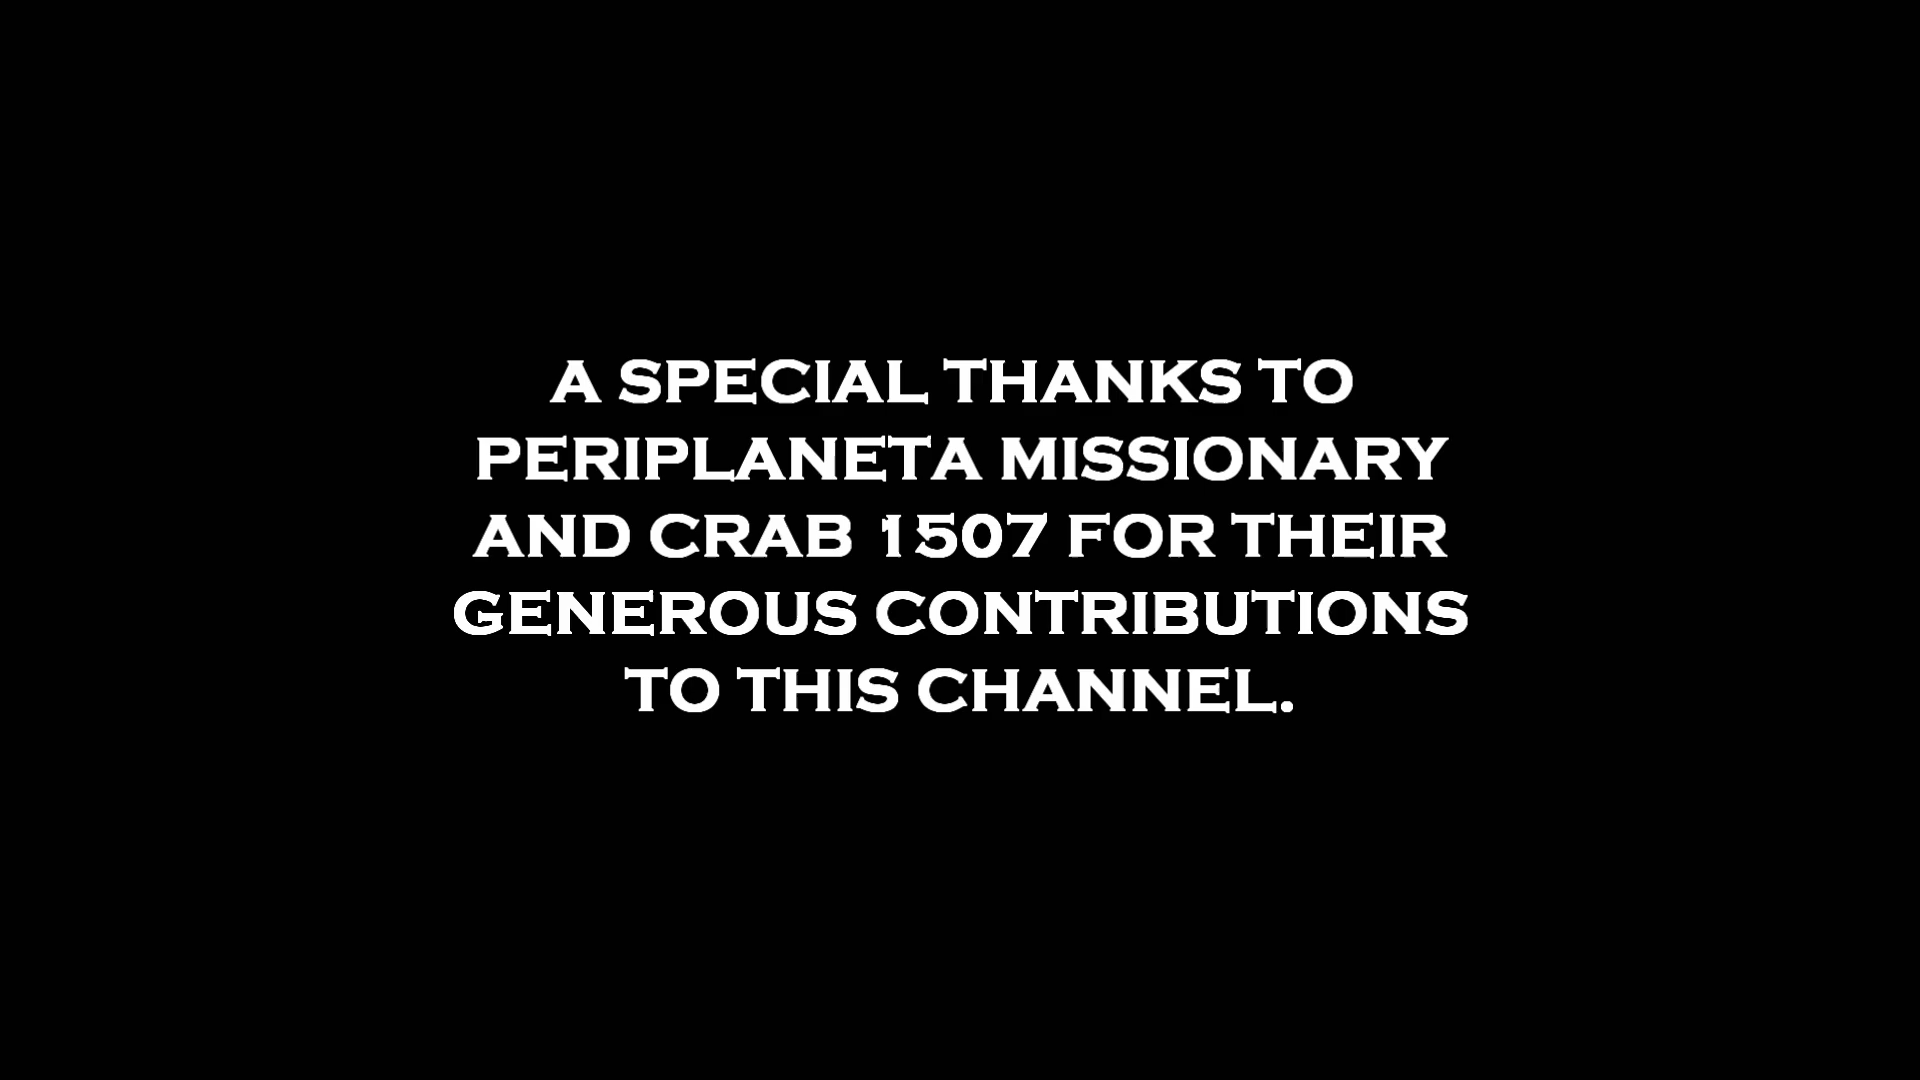 A SPECIAL THANKS TO
PERIPLANETA MISSIONARY
AND CRAB 1507 FOR THEIR
GENEROUS CONTRIBUTIONS
TO THIS CHANNEL.